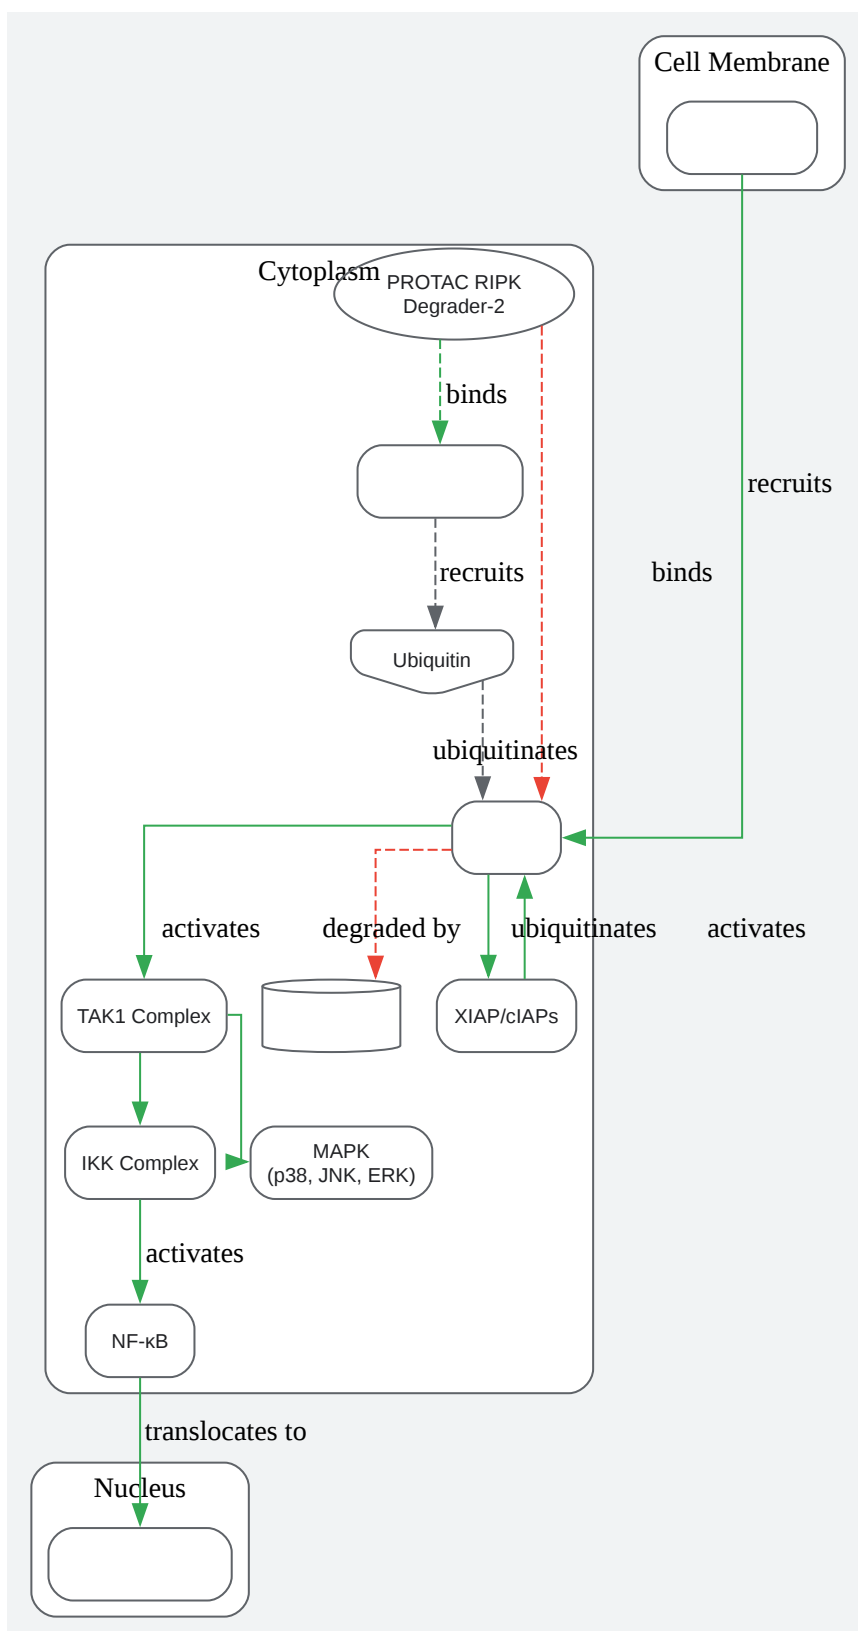 Cell Membrane
Cytoplasm
PROTAC RIPK
Degrader-2
binds
recruits
recruits
binds
Ubiquitin
ubiquitinates
activates
degraded by
ubiquitinates
activates
TAK1 Complex
XIAP/cIAPs
IKK Complex
MAPK
(p38, JNK, ERK)
activates
NF-κB
translocates to
Nucleus